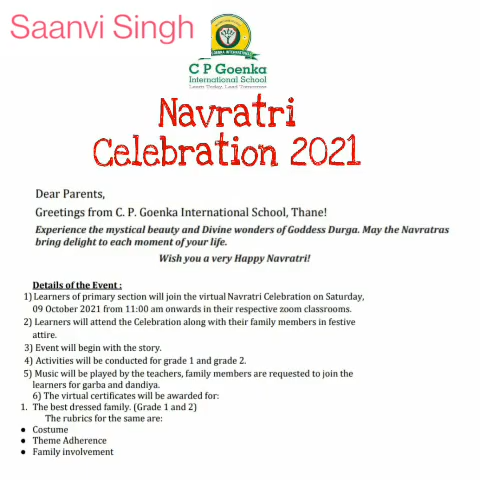 Saanvi Singh
C P Goenka
International School
Learn Today, Lead Tomorrow
Navratri
Celebration 2021
Dear Parents,
Greetings from C. P. Goenka International School, Thane!
Experience the mystical beauty and Divine wonders of Goddess Durga. May the Navratras
bring delight to each moment of your life.
Wish you a very Happy Navratri!
Details of the Event :
1) Learners of primary section will join the virtual Navratri Celebration on Saturday,
09 October 2021 from 11:00 am onwards in their respective zoom classrooms.
2) Learners will attend the Celebration along with their family members in festive
attire.
3) Event will begin with the story.
4) Activities will be conducted for grade 1 and grade 2.
5) Music will be played by the teachers, family members are requested to join the
learners for garba and dandiya.
6) The virtual certificates will be awarded for:
1. The best dressed family. (Grade 1 and 2)
The rubrics for the same are:
● Costume
● Theme Adherence
● Family involvement